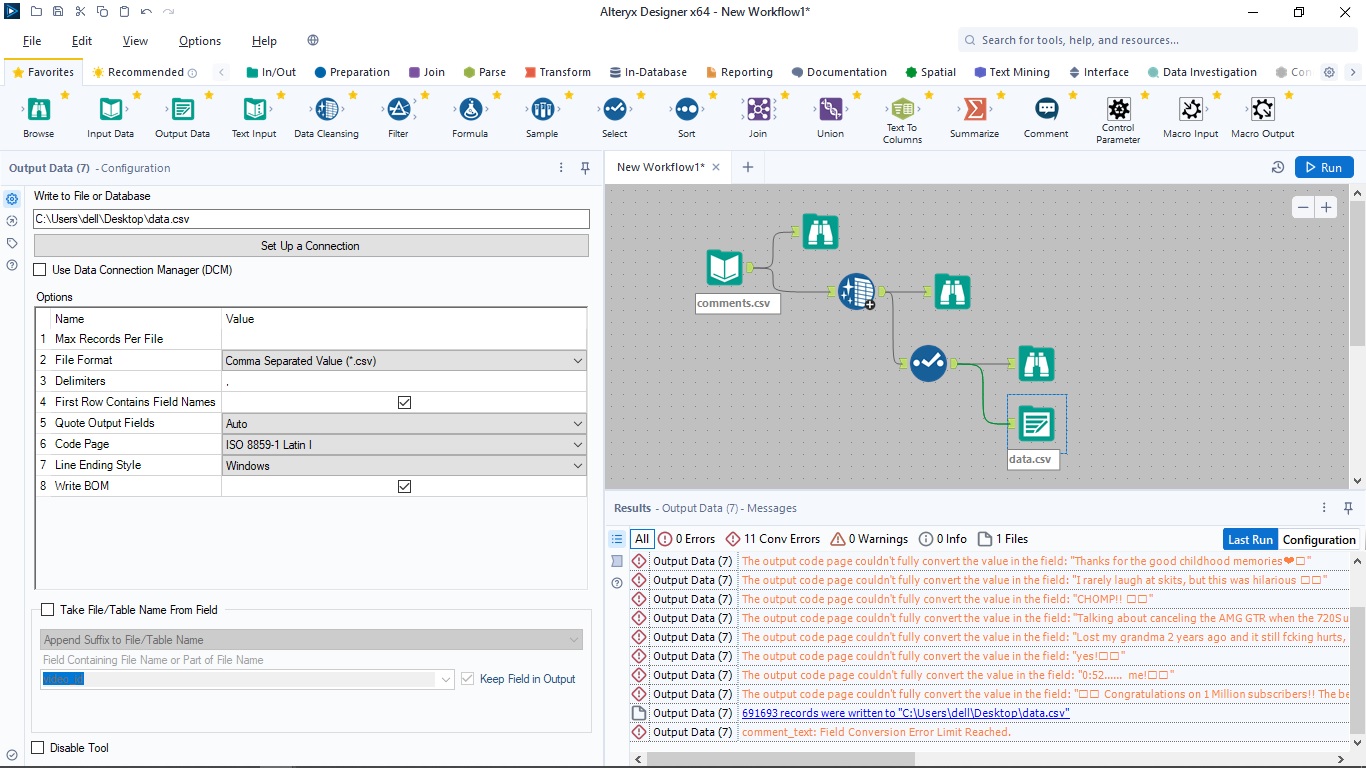 Alteryx Designer x64 - New Workflow1*
File Edit View Options Help
Search for tools, help, and resources...
Favorites Recommended In/Out Preparation Join Parse Transform In-Database Reporting Documentation Spatial Text Mining Interface Data Investigation Con
Browse Input Data Output Data Text Input Data Cleansing Filter Formula Sample Select Sort Join Union Text To Columns Summarize Comment Control Parameter Macro Input Macro Output
Output Data (7) - Configuration
Write to File or Database
C:\Users\dell\Desktop\data.csv
Set Up a Connection
Use Data Connection Manager (DCM)
Options
Name Value
1 Max Records Per File
2 File Format Comma Separated Value (*.csv)
3 Delimiters ,
4 First Row Contains Field Names
5 Quote Output Fields Auto
6 Code Page ISO 8859-1 Latin I
7 Line Ending Style Windows
8 Write BOM
Take File/Table Name From Field
Append Suffix to File/Table Name
Field Containing File Name or Part of File Name
video_id
Keep Field in Output
Disable Tool
New Workflow1*
Run
comments.csv
data.csv
Results - Output Data (7) - Messages
All 0 Errors 11 Conv Errors 0 Warnings 0 Info 1 Files Last Run Configuration
Output Data (7) The output code page couldn't fully convert the value in the field: "Thanks for the good childhood memories❤□"
Output Data (7) The output code page couldn't fully convert the value in the field: "I rarely laugh at skits, but this was hilarious □□"
Output Data (7) The output code page couldn't fully convert the value in the field: "CHOMP!! □□"
Output Data (7) The output code page couldn't fully convert the value in the field: "Talking about canceling the AMG GTR when the 720S u
Output Data (7) The output code page couldn't fully convert the value in the field: "Lost my grandma 2 years ago and it still fcking hurts,
Output Data (7) The output code page couldn't fully convert the value in the field: "yes!□□"
Output Data (7) The output code page couldn't fully convert the value in the field: "0:52...... me!□□"
Output Data (7) The output code page couldn't fully convert the value in the field: "□□ Congratulations on 1 Million subscribers!! The be
Output Data (7) 691693 records were written to "C:\Users\dell\Desktop\data.csv"
Output Data (7) comment_text: Field Conversion Error Limit Reached.